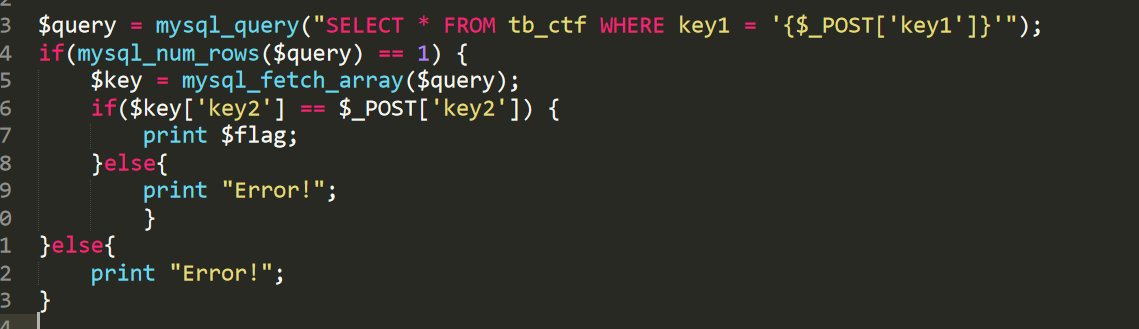 3 $query = mysql_query("SELECT * FROM tb_ctf WHERE key1 = '{$_POST['key1']}'");
4 if(mysql_num_rows($query) == 1) {
5     $key = mysql_fetch_array($query);
6     if($key['key2'] == $_POST['key2']) {
7         print $flag;
8     }else{
9         print "Error!";
0         }
1 }else{
2     print "Error!";
3 }